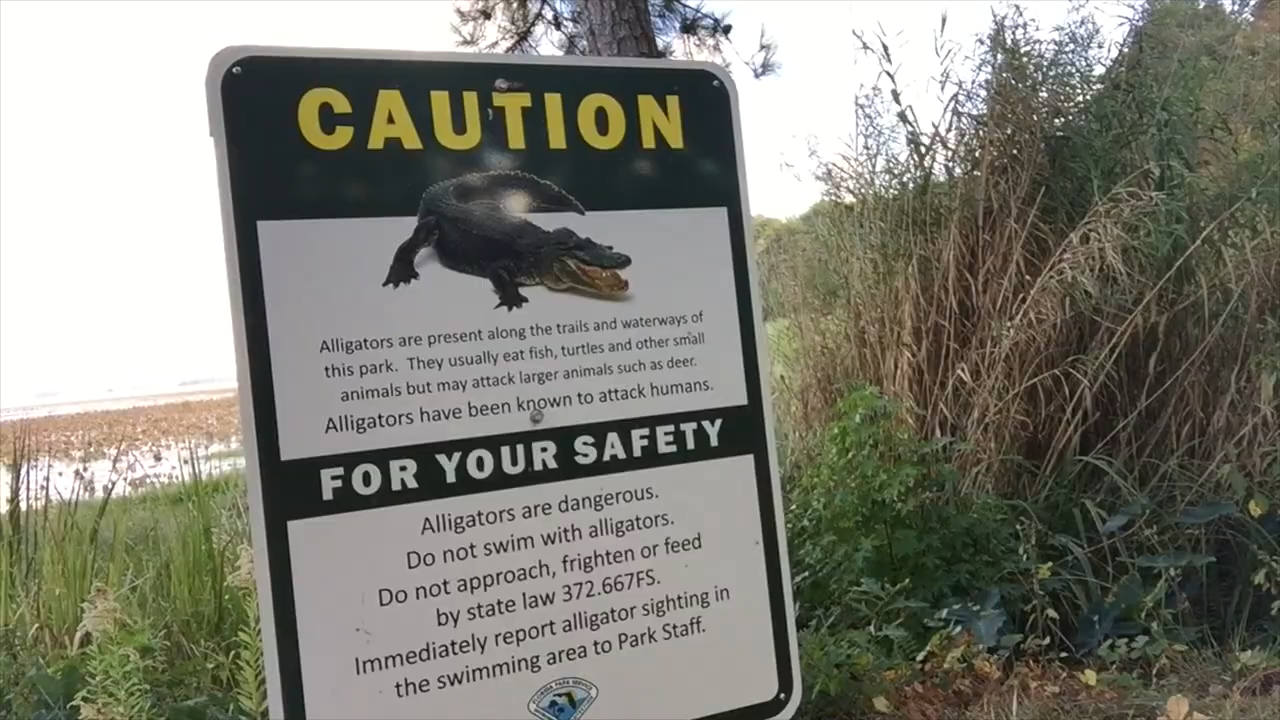 CAUTION
Alligators are present along the trails and waterways of
this park. They usually eat fish, turtles and other small
animals but may attack larger animals such as deer.
Alligators have been known to attack humans.
FOR YOUR SAFETY
Alligators are dangerous.
Do not swim with alligators.
Do not approach, frighten or feed
by state law 372.667FS.
Immediately report alligator sighting in
the swimming area to Park Staff.
FLORIDA PARK SERVICE